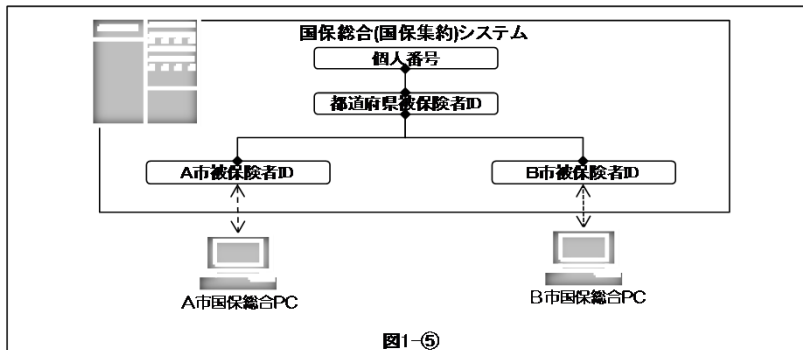 国保総合(国保集約)システム
個人番号
都道府県被保険者ID
A市被保険者ID
B市被保険者ID
A市国保総合PC
B市国保総合PC
図1-⑤